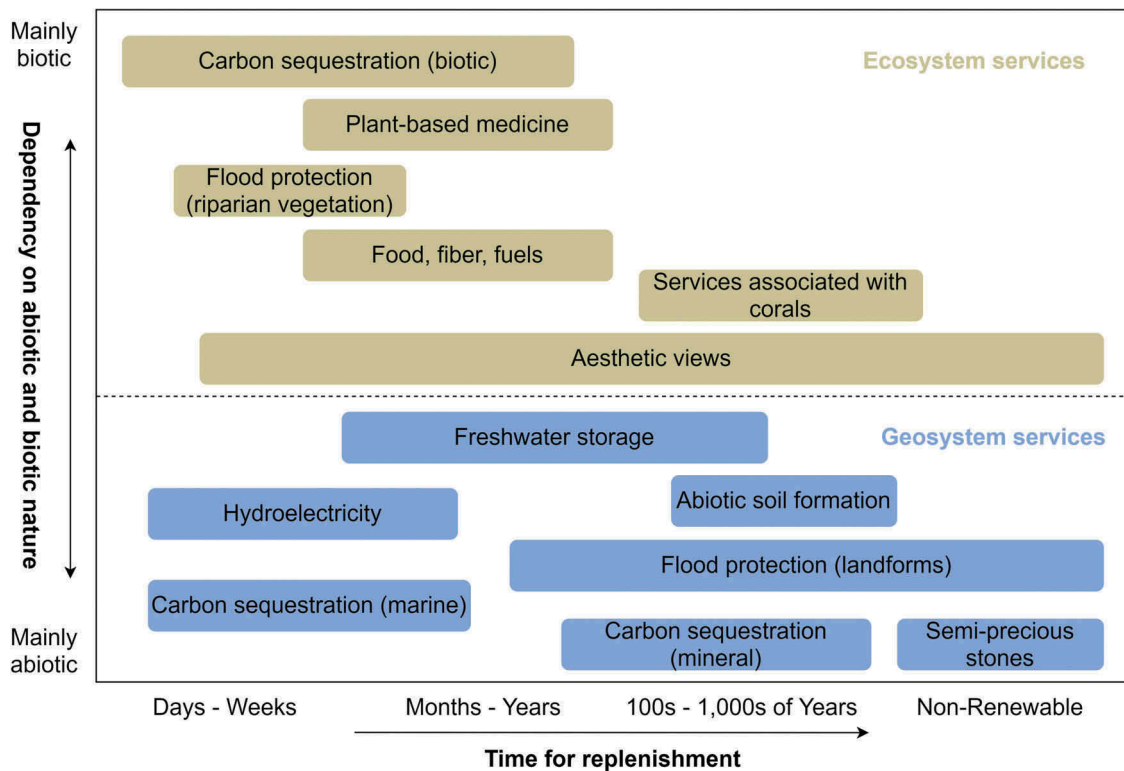 Mainly
biotic
Carbon sequestration (biotic)
Ecosystem services
Plant-based medicine
Flood protection
(riparian vegetation)
Food, fiber, fuels
Services associated with
corals
Aesthetic views
Dependency on abiotic and biotic nature
Freshwater storage
Geosystem services
Abiotic soil formation
Hydroelectricity
Flood protection (landforms)
Carbon sequestration (marine)
Carbon sequestration
(mineral)
Semi-precious
stones
Mainly
abiotic
Days - Weeks
Months - Years
100s - 1,000s of Years
Non-Renewable
Time for replenishment